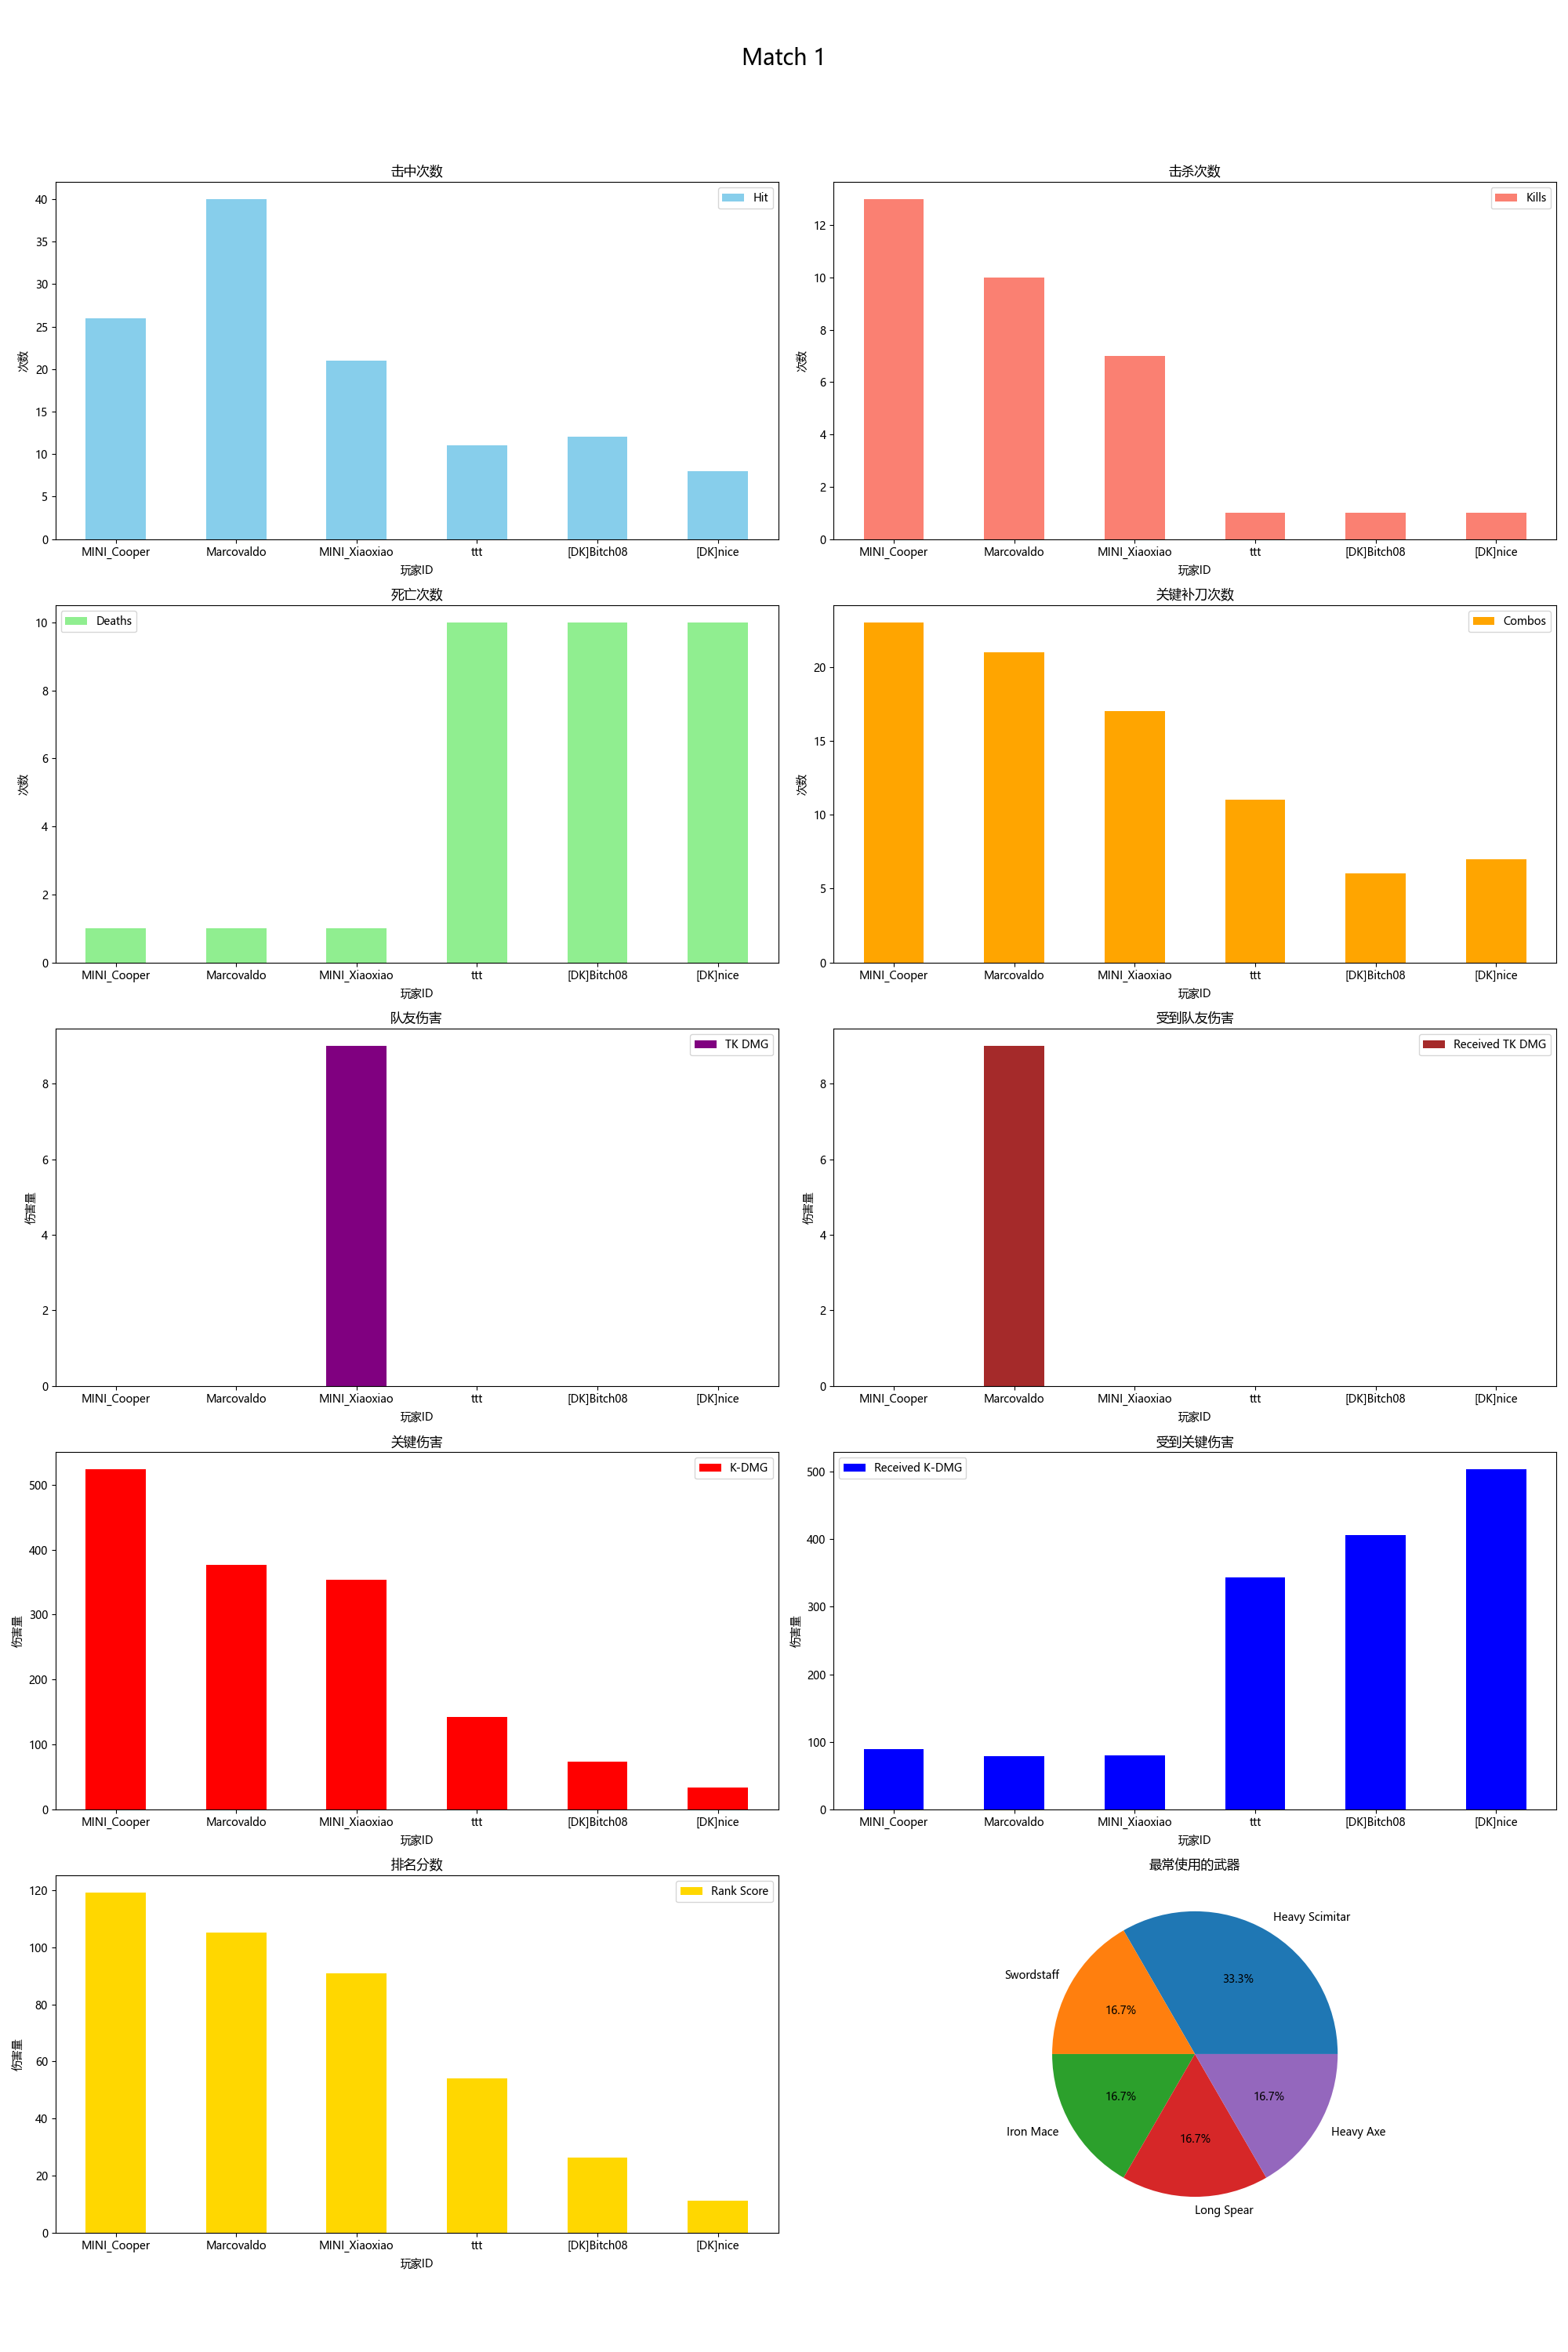 Match 1
击中次数
Hit
40
35
30
25
20
15
10
5
0
次数
MINI_Cooper Marcovaldo MINI_Xiaoxiao ttt [DK]Bitch08 [DK]nice
玩家ID
击杀次数
Kills
12
10
8
6
4
2
0
次数
MINI_Cooper Marcovaldo MINI_Xiaoxiao ttt [DK]Bitch08 [DK]nice
玩家ID
死亡次数
Deaths
10
8
6
4
2
0
次数
MINI_Cooper Marcovaldo MINI_Xiaoxiao ttt [DK]Bitch08 [DK]nice
玩家ID
关键补刀次数
Combos
20
15
10
5
0
次数
MINI_Cooper Marcovaldo MINI_Xiaoxiao ttt [DK]Bitch08 [DK]nice
玩家ID
队友伤害
TK DMG
8
6
4
2
0
伤害量
MINI_Cooper Marcovaldo MINI_Xiaoxiao ttt [DK]Bitch08 [DK]nice
玩家ID
受到队友伤害
Received TK DMG
8
6
4
2
0
伤害量
MINI_Cooper Marcovaldo MINI_Xiaoxiao ttt [DK]Bitch08 [DK]nice
玩家ID
关键伤害
K-DMG
500
400
300
200
100
0
伤害量
MINI_Cooper Marcovaldo MINI_Xiaoxiao ttt [DK]Bitch08 [DK]nice
玩家ID
受到关键伤害
Received K-DMG
500
400
300
200
100
0
伤害量
MINI_Cooper Marcovaldo MINI_Xiaoxiao ttt [DK]Bitch08 [DK]nice
玩家ID
排名分数
Rank Score
120
100
80
60
40
20
0
伤害量
MINI_Cooper Marcovaldo MINI_Xiaoxiao ttt [DK]Bitch08 [DK]nice
玩家ID
最常使用的武器
Heavy Scimitar
33.3%
Swordstaff
16.7%
Iron Mace
16.7%
Long Spear
16.7%
Heavy Axe
16.7%